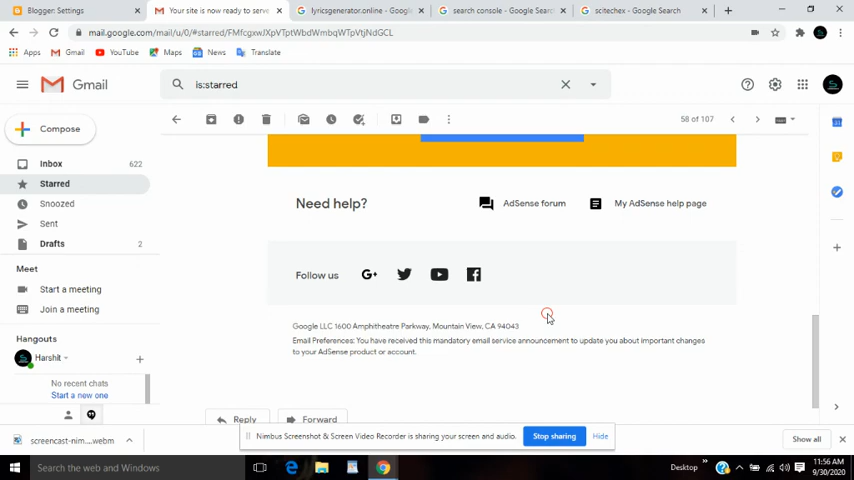 Blogger: Settings
Your site is now ready to serve
lyricsgenerator.online - Google
search console - Google Search
scitechex - Google Search
mail.google.com/mail/u/0/#starred/FMfcgxwJXpVTptWbdWmbqWTpVtjNdGCL
Apps
Gmail
YouTube
Maps
News
Translate
Gmail
is:starred
Compose
58 of 107
Inbox 622
Starred
Snoozed
Sent
Drafts 2
Need help?
AdSense forum
My AdSense help page
Meet
Start a meeting
Join a meeting
Follow us
Google LLC 1600 Amphitheatre Parkway, Mountain View, CA 94043
Email Preferences: You have received this mandatory email service announcement to update you about important changes
to your AdSense product or account.
Hangouts
Harshit
No recent chats
Start a new one
Reply
Forward
Nimbus Screenshot & Screen Video Recorder is sharing your screen and audio.
Stop sharing
Hide
screencast-nim....webm
Show all
Search the web and Windows
Desktop
11:56 AM
9/30/2020